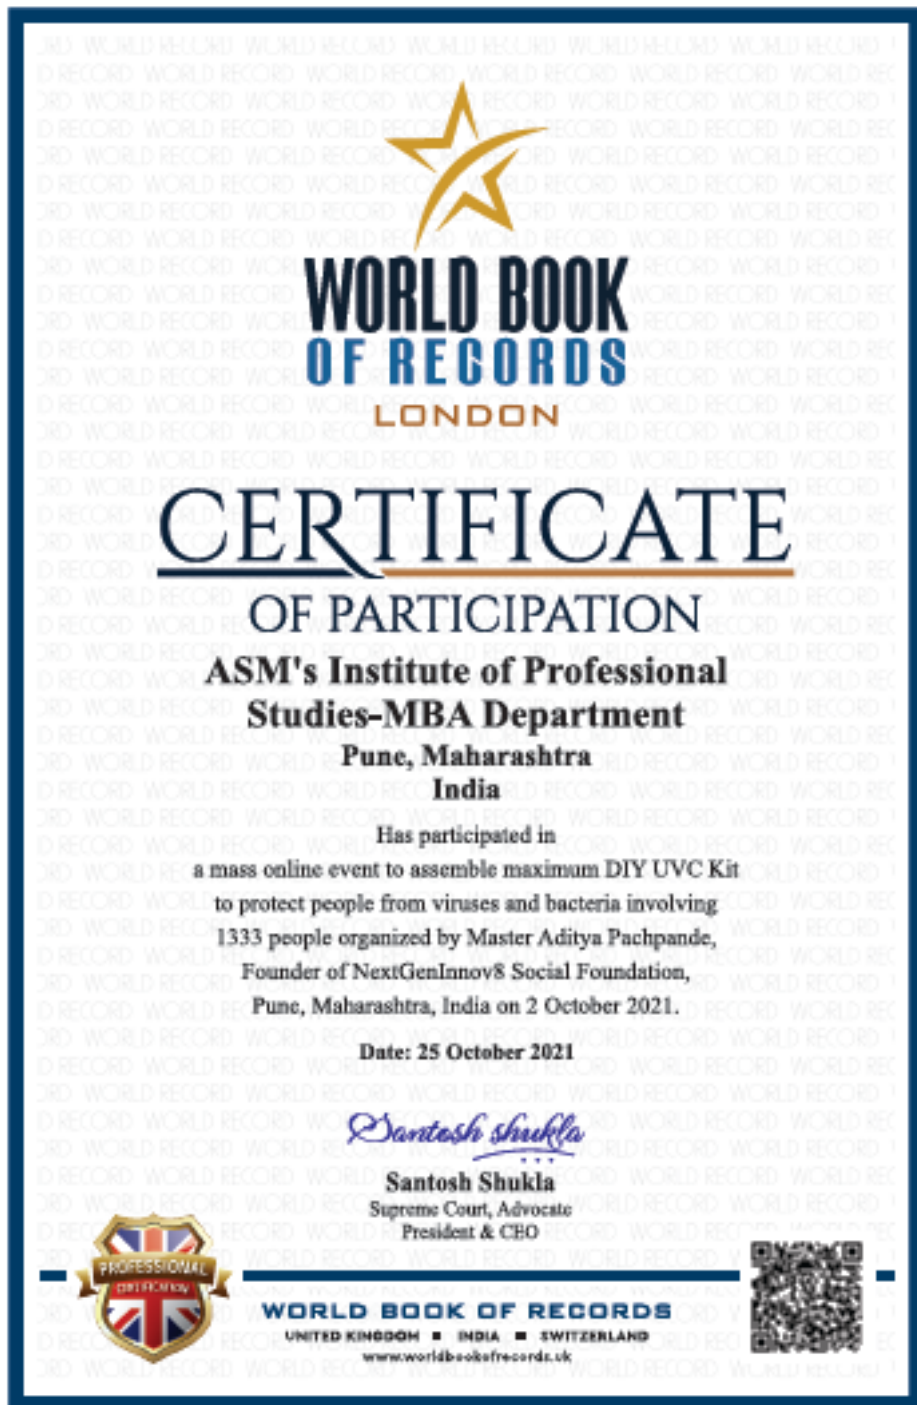 WORLD BOOK
OF RECORDS
LONDON
CERTIFICATE
OF PARTICIPATION
ASM's Institute of Professional
Studies-MBA Department
Pune, Maharashtra
India
Has participated in
a mass online event to assemble maximum DIY UVC Kit
to protect people from viruses and bacteria involving
1333 people organized by Master Aditya Pachpande,
Founder of NextGenInnov8 Social Foundation,
Pune, Maharashtra, India on 2 October 2021.
Date: 25 October 2021
Santosh shukla
Santosh Shukla
Supreme Court, Advocate
President & CEO
PROFESSIONAL
CERTIFICATION
WORLD BOOK OF RECORDS
UNITED KINGDOM ■ INDIA ■ SWITZERLAND
www.worldbookofrecords.uk